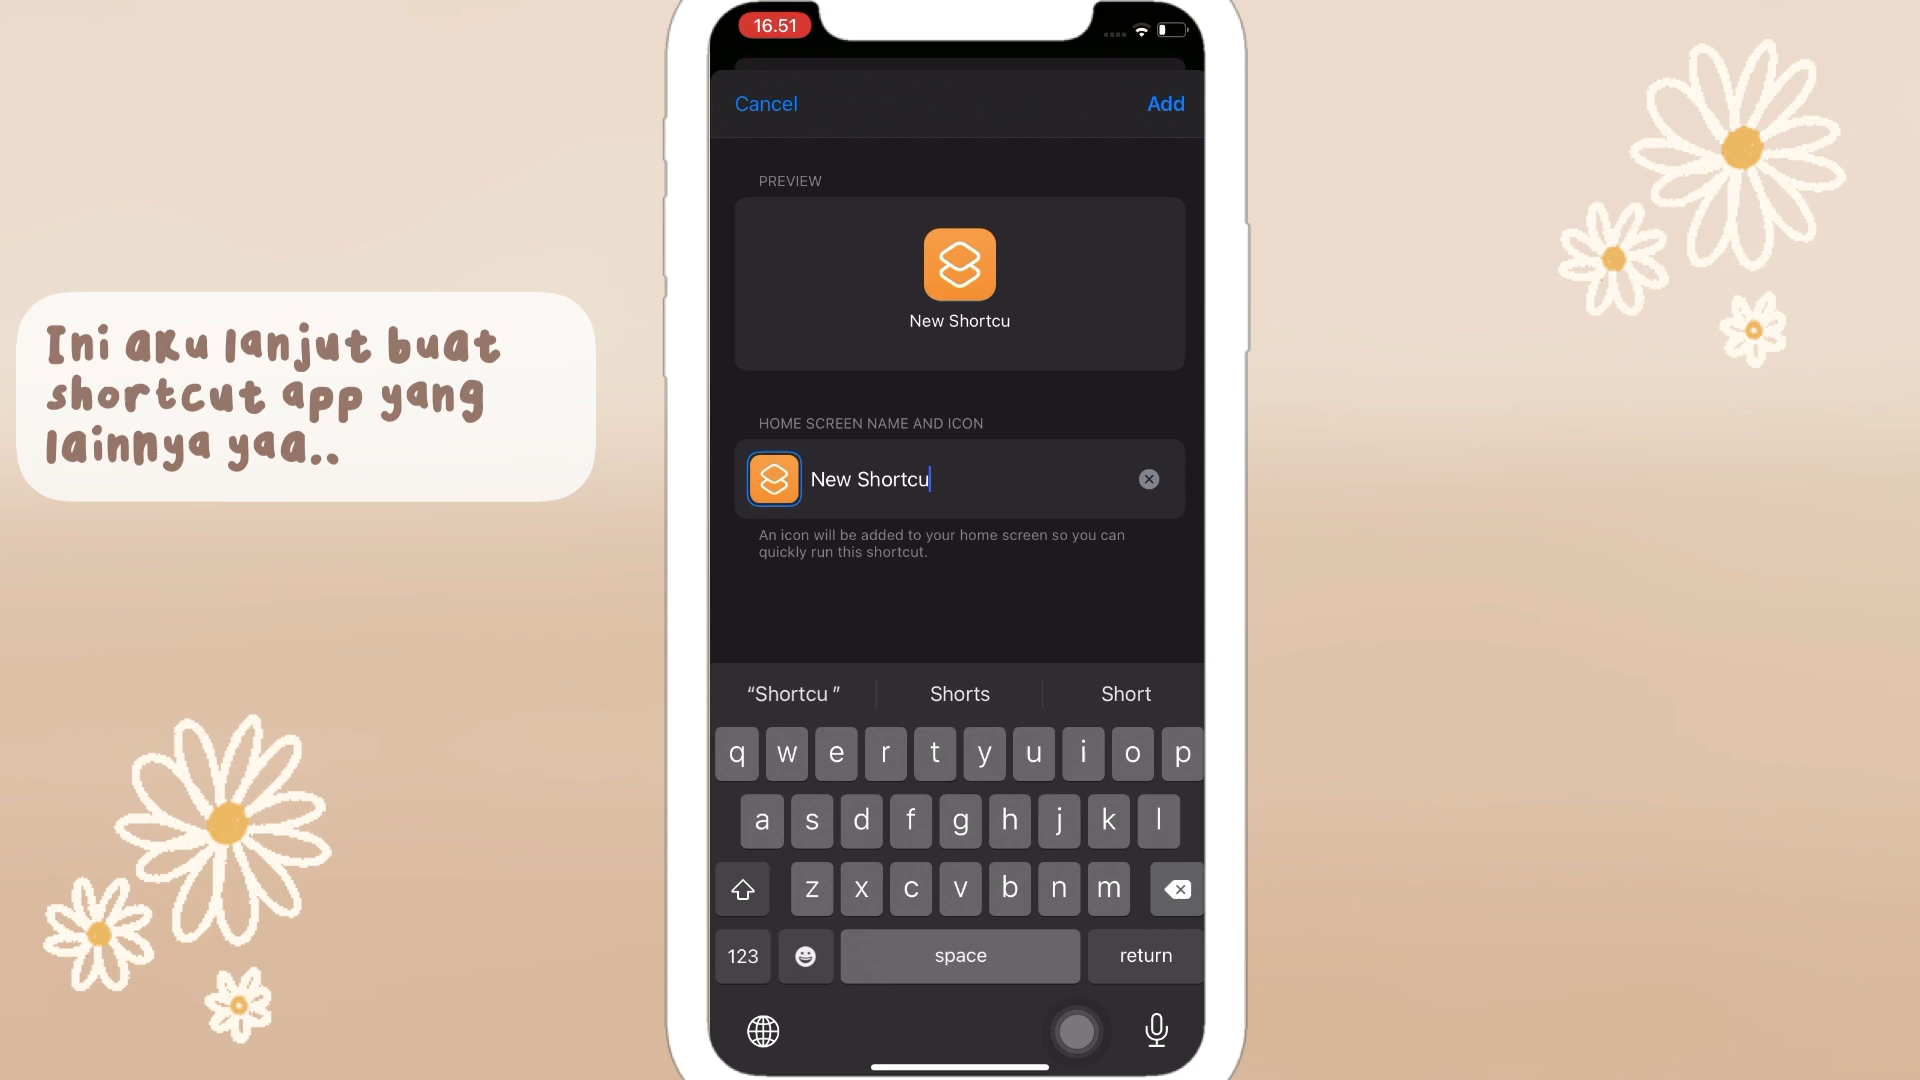 16.51
Cancel
Add
PREVIEW
New Shortcu
HOME SCREEN NAME AND ICON
New Shortcu
An icon will be added to your home screen so you can
quickly run this shortcut.
Ini aku lanjut buat
shortcut app yang
lainnya yaa..
“Shortcu ” Shorts Short
q w e r t y u i o p
a s d f g h j k l
z x c v b n m
123 space return